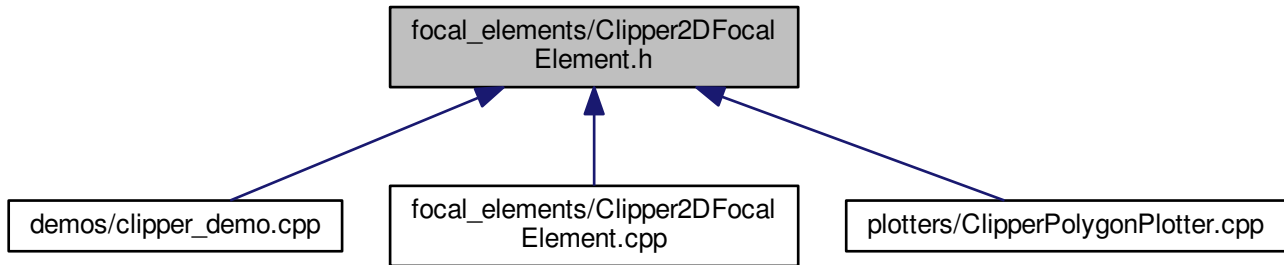 focal_elements/Clipper2DFocal
Element.h
demos/clipper_demo.cpp
focal_elements/Clipper2DFocal
Element.cpp
plotters/ClipperPolygonPlotter.cpp